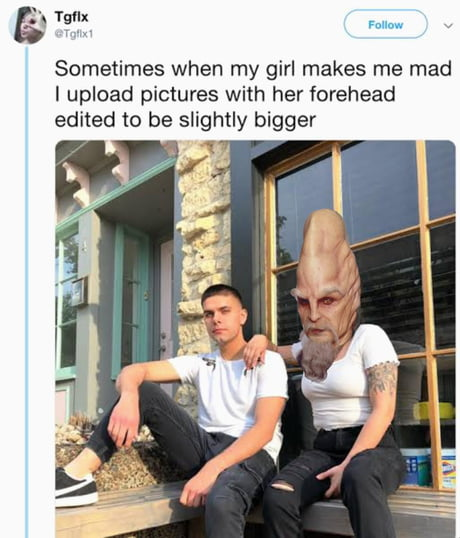 Tgflx
@Tgflx1
Follow
Sometimes when my girl makes me mad
I upload pictures with her forehead
edited to be slightly bigger